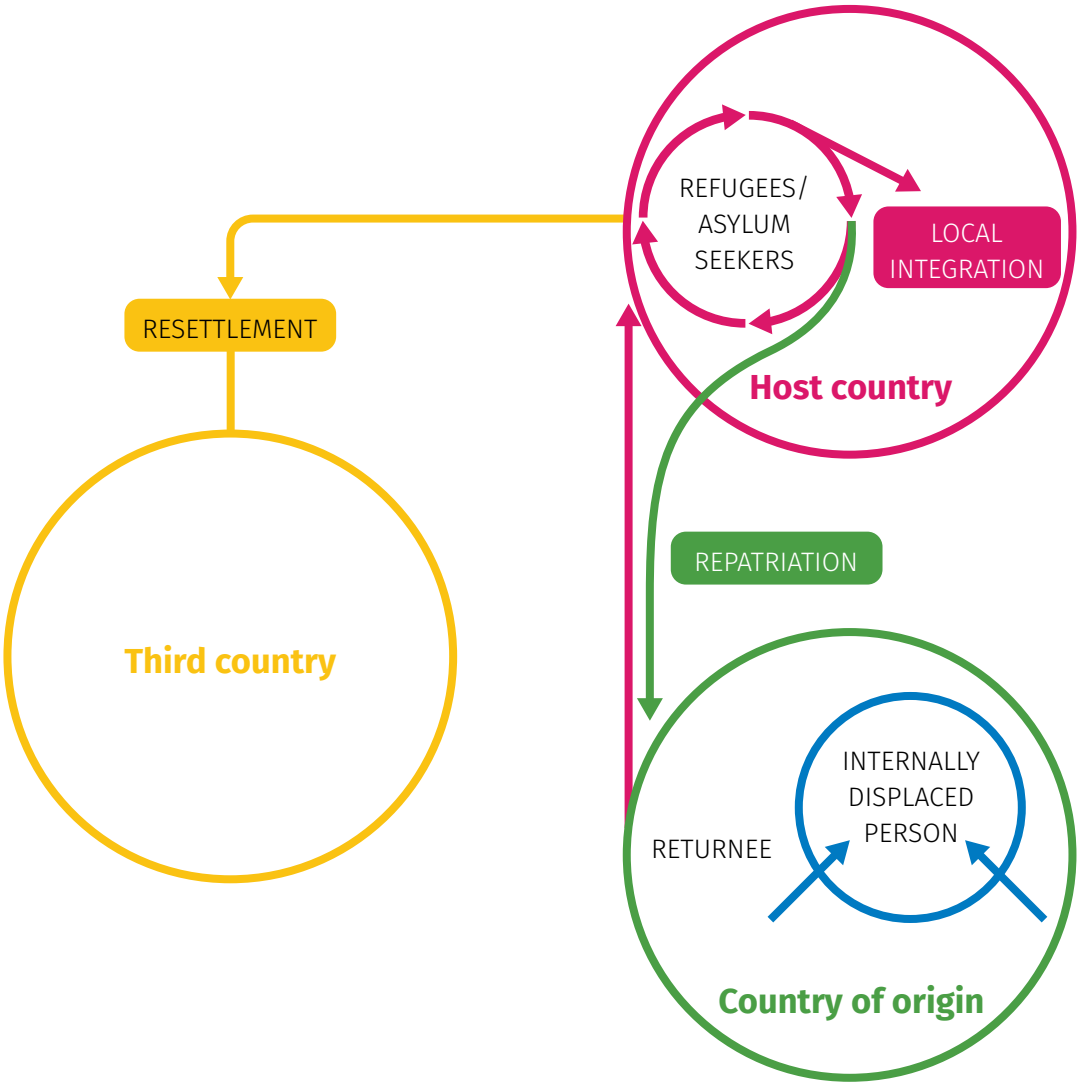 REFUGEES/
ASYLUM
SEEKERS
LOCAL
INTEGRATION
RESETTLEMENT
Host country
REPATRIATION
Third country
INTERNALLY
DISPLACED
PERSON
RETURNEE
Country of origin